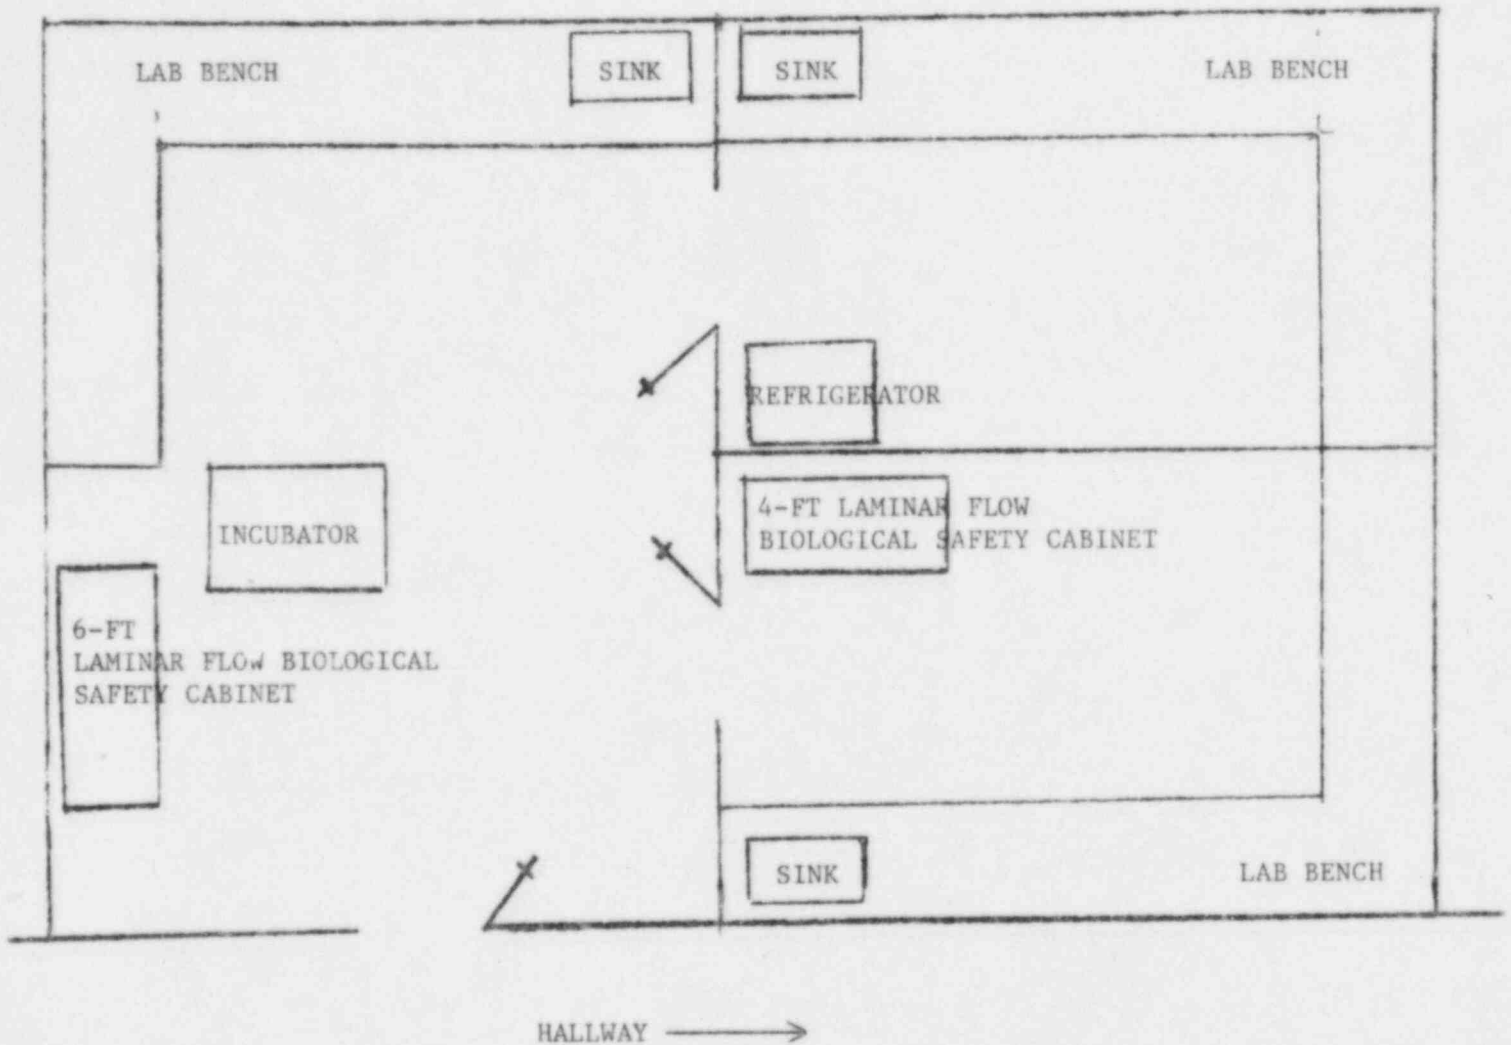 LAB BENCH
SINK
SINK
LAB BENCH
REFRIGERATOR
4-FT LAMINAR FLOW
BIOLOGICAL SAFETY CABINET
INCUBATOR
6-FT
LAMINAR FLOW BIOLOGICAL
SAFETY CABINET
SINK
LAB BENCH
HALLWAY